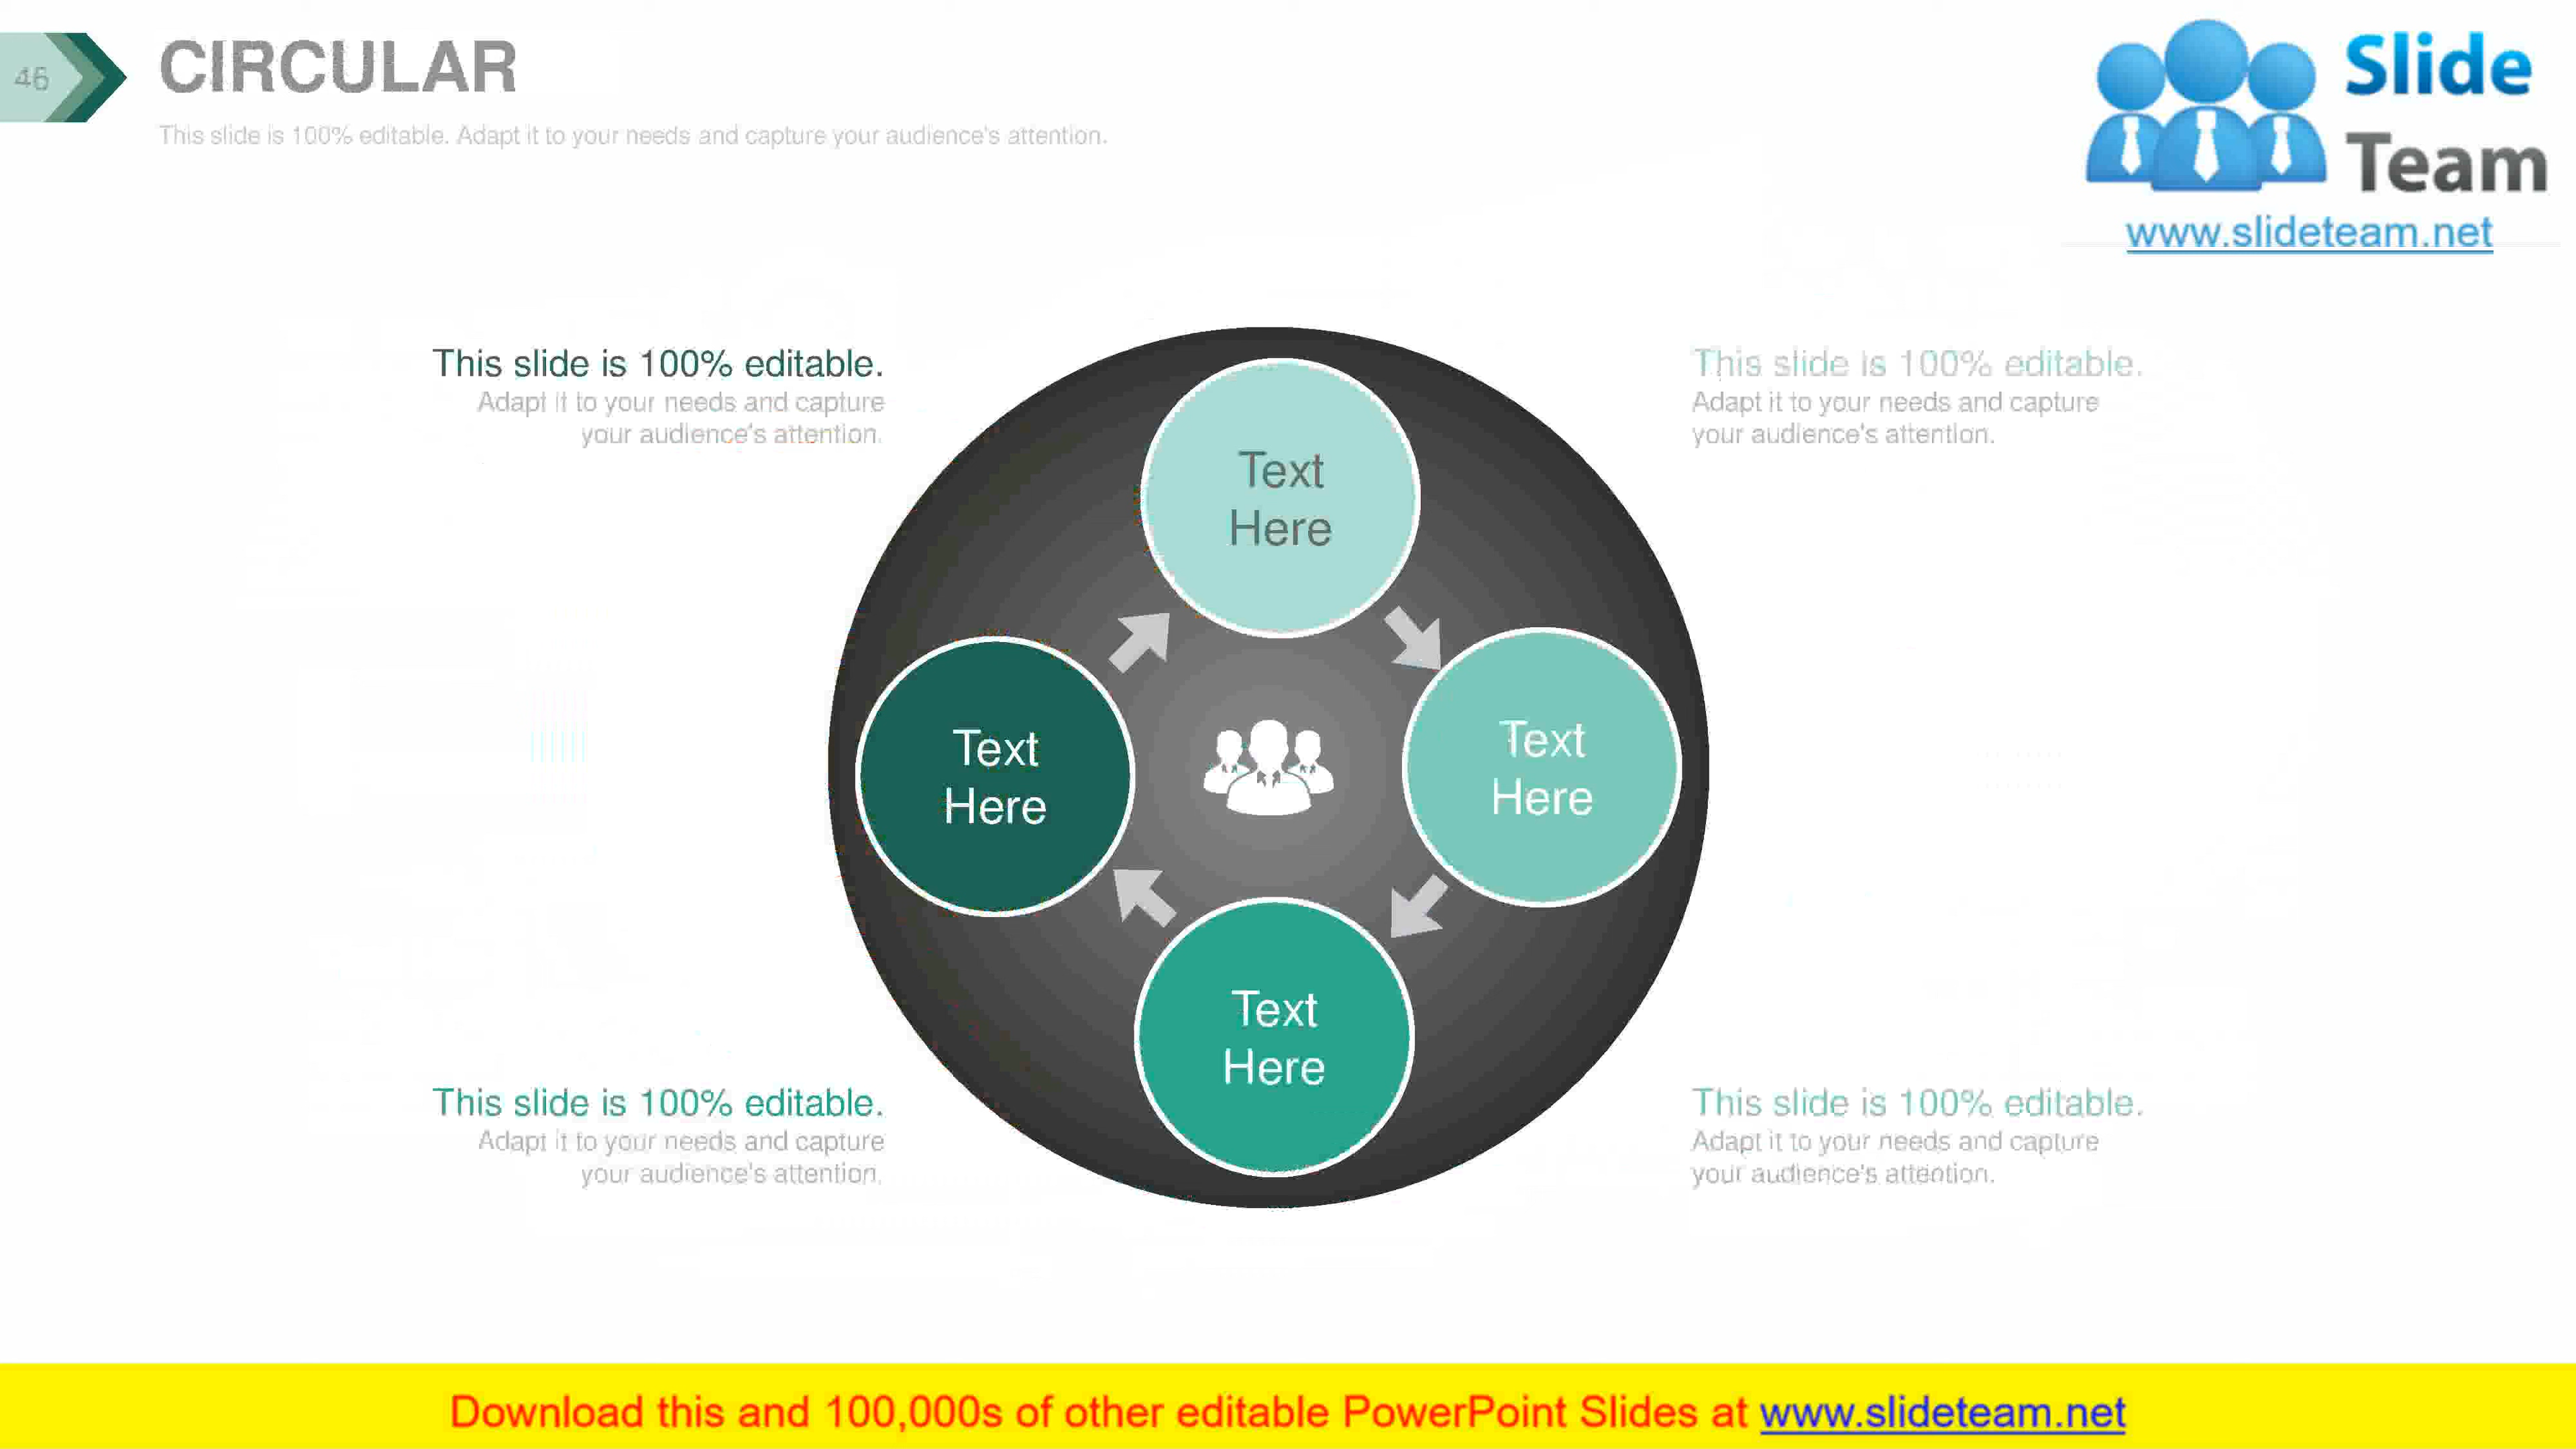 46
CIRCULAR
This slide is 100% editable. Adapt it to your needs and capture your audience's attention.
Slide
Team
www.slideteam.net
This slide is 100% editable.
Adapt it to your needs and capture
your audience's attention.
This slide is 100% editable.
Adapt it to your needs and capture
your audience's attention.
Text
Here
Text
Here
Text
Here
Text
Here
This slide is 100% editable.
Adapt it to your needs and capture
your audience's attention.
This slide is 100% editable.
Adapt it to your needs and capture
your audience's attention.
Download this and 100,000s of other editable PowerPoint Slides at www.slideteam.net